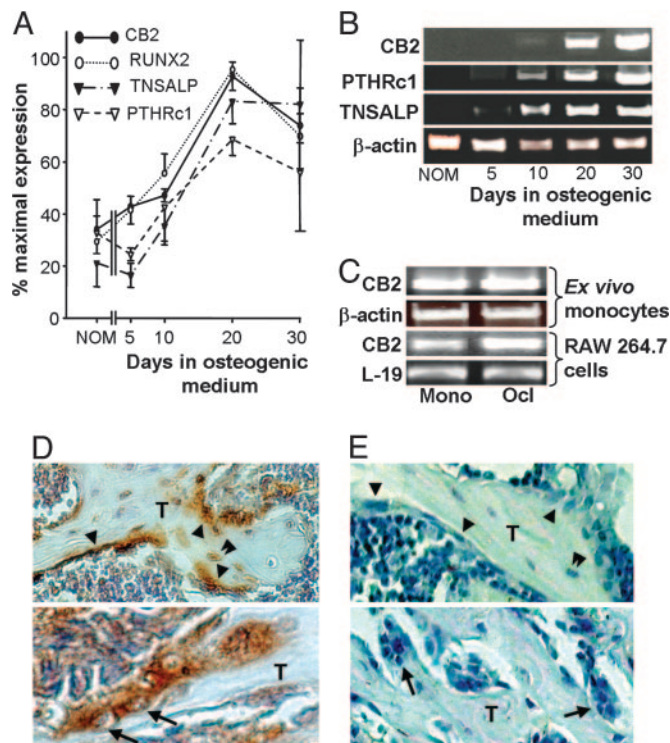 A
CB2
RUNX2
TNSALP
PTHRc1
% maximal expression
100
80
60
40
20
0
NOM 5 10 20 30
Days in osteogenic
medium
B
CB2
PTHRc1
TNSALP
β-actin
NOM 5 10 20 30
Days in osteogenic
medium
C
CB2
β-actin
Ex vivo
monocytes
CB2
L-19
RAW 264.7
cells
Mono Ocl
D
T
T
E
T
T